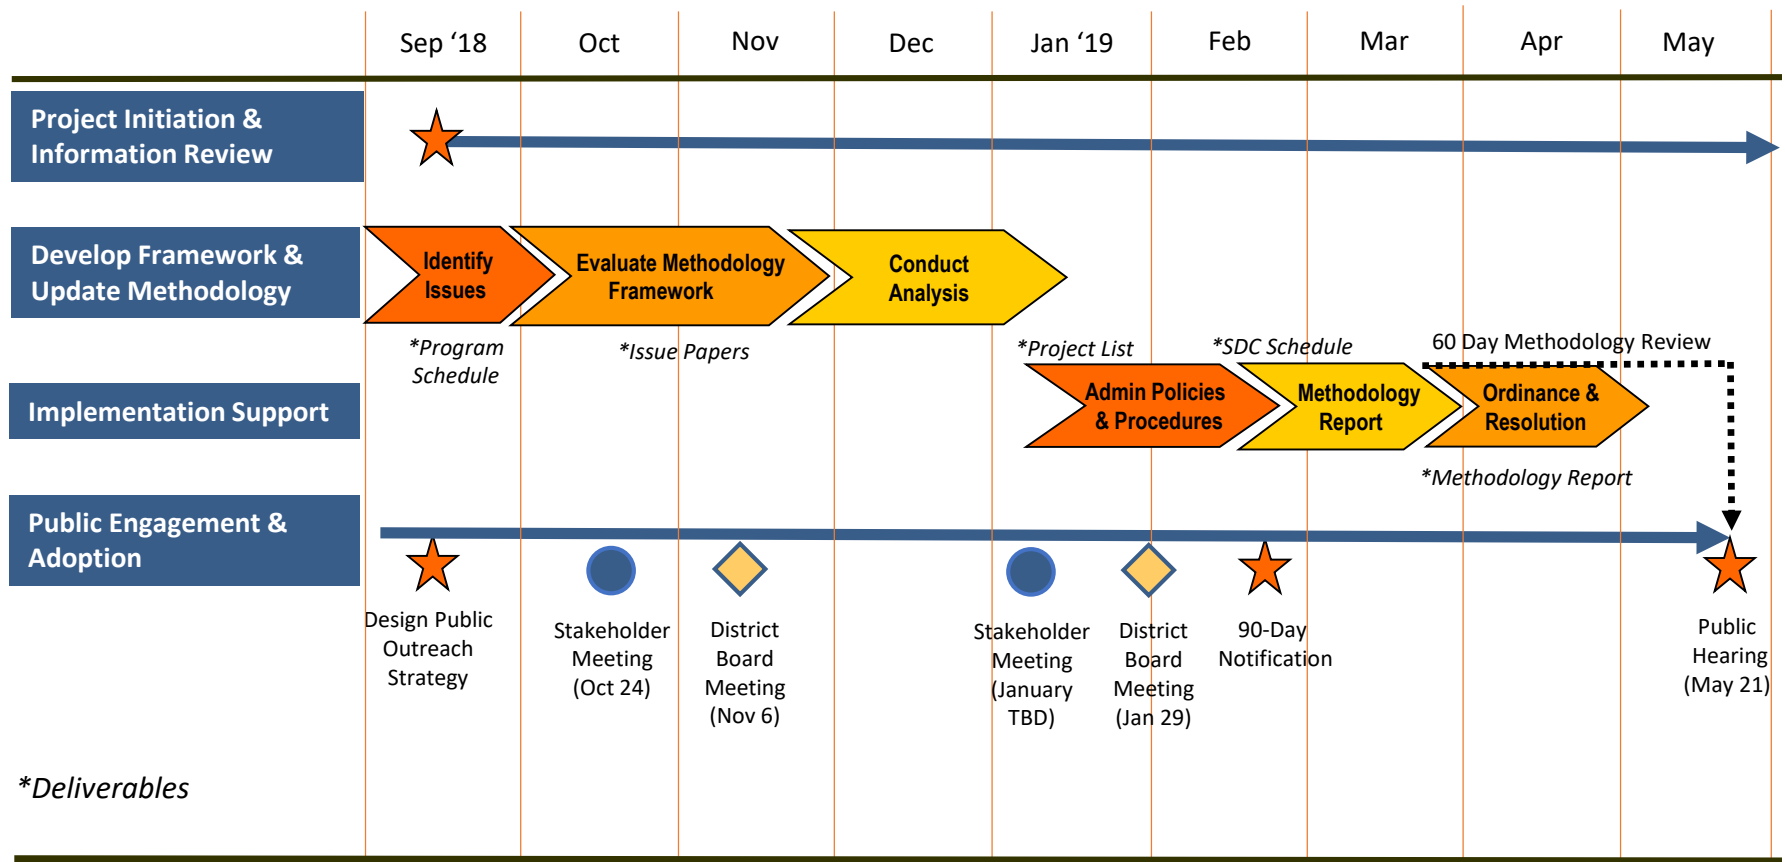 Sep ‘18
Oct
Nov
Dec
Jan ‘19
Feb
Mar
Apr
May
Project Initiation &
Information Review
Develop Framework &
Update Methodology
Identify
Issues
Evaluate Methodology
Framework
Conduct
Analysis
*Program
Schedule
*Issue Papers
*Project List
*SDC Schedule
60 Day Methodology Review
Implementation Support
Admin Policies
& Procedures
Methodology
Report
Ordinance &
Resolution
*Methodology Report
Public Engagement &
Adoption
Design Public
Outreach
Strategy
Stakeholder
Meeting
(Oct 24)
District
Board
Meeting
(Nov 6)
Stakeholder
Meeting
(January
TBD)
District
Board
Meeting
(Jan 29)
90-Day
Notification
Public
Hearing
(May 21)
*Deliverables